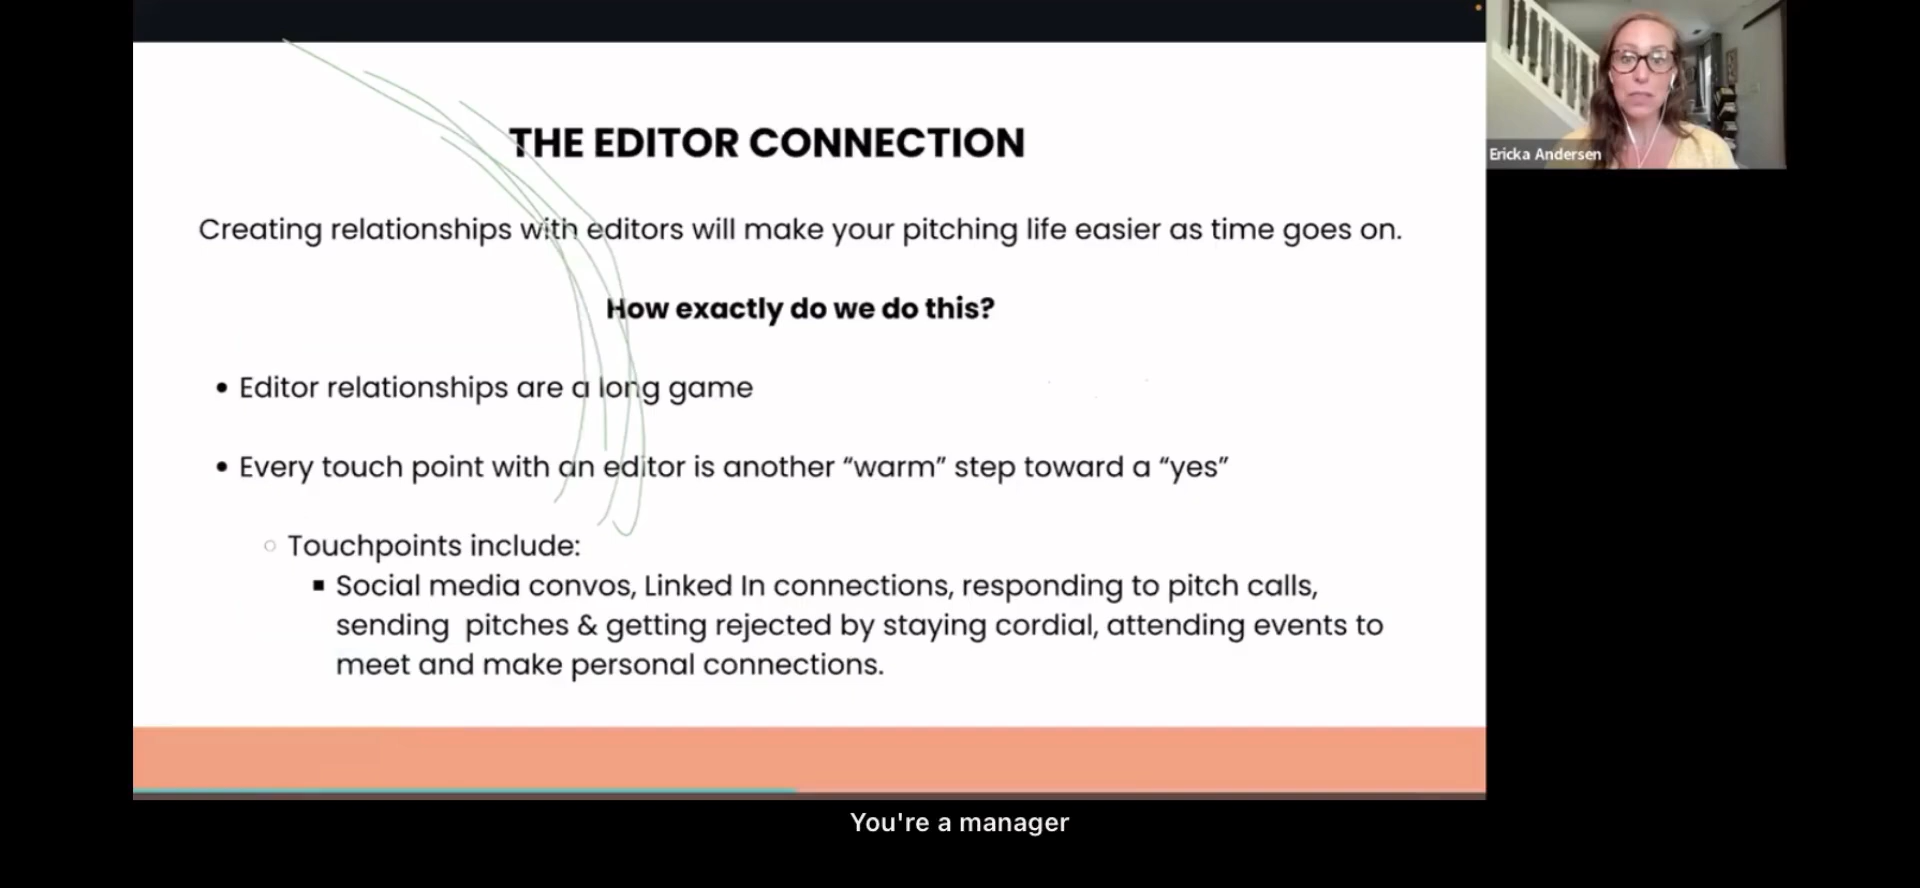 THE EDITOR CONNECTION
Ericka Andersen
Creating relationships with editors will make your pitching life easier as time goes on.
How exactly do we do this?
• Editor relationships are a long game
• Every touch point with an editor is another “warm” step toward a “yes”
○ Touchpoints include:
▪ Social media convos, Linked In connections, responding to pitch calls,
sending  pitches & getting rejected by staying cordial, attending events to
meet and make personal connections.
You're a manager